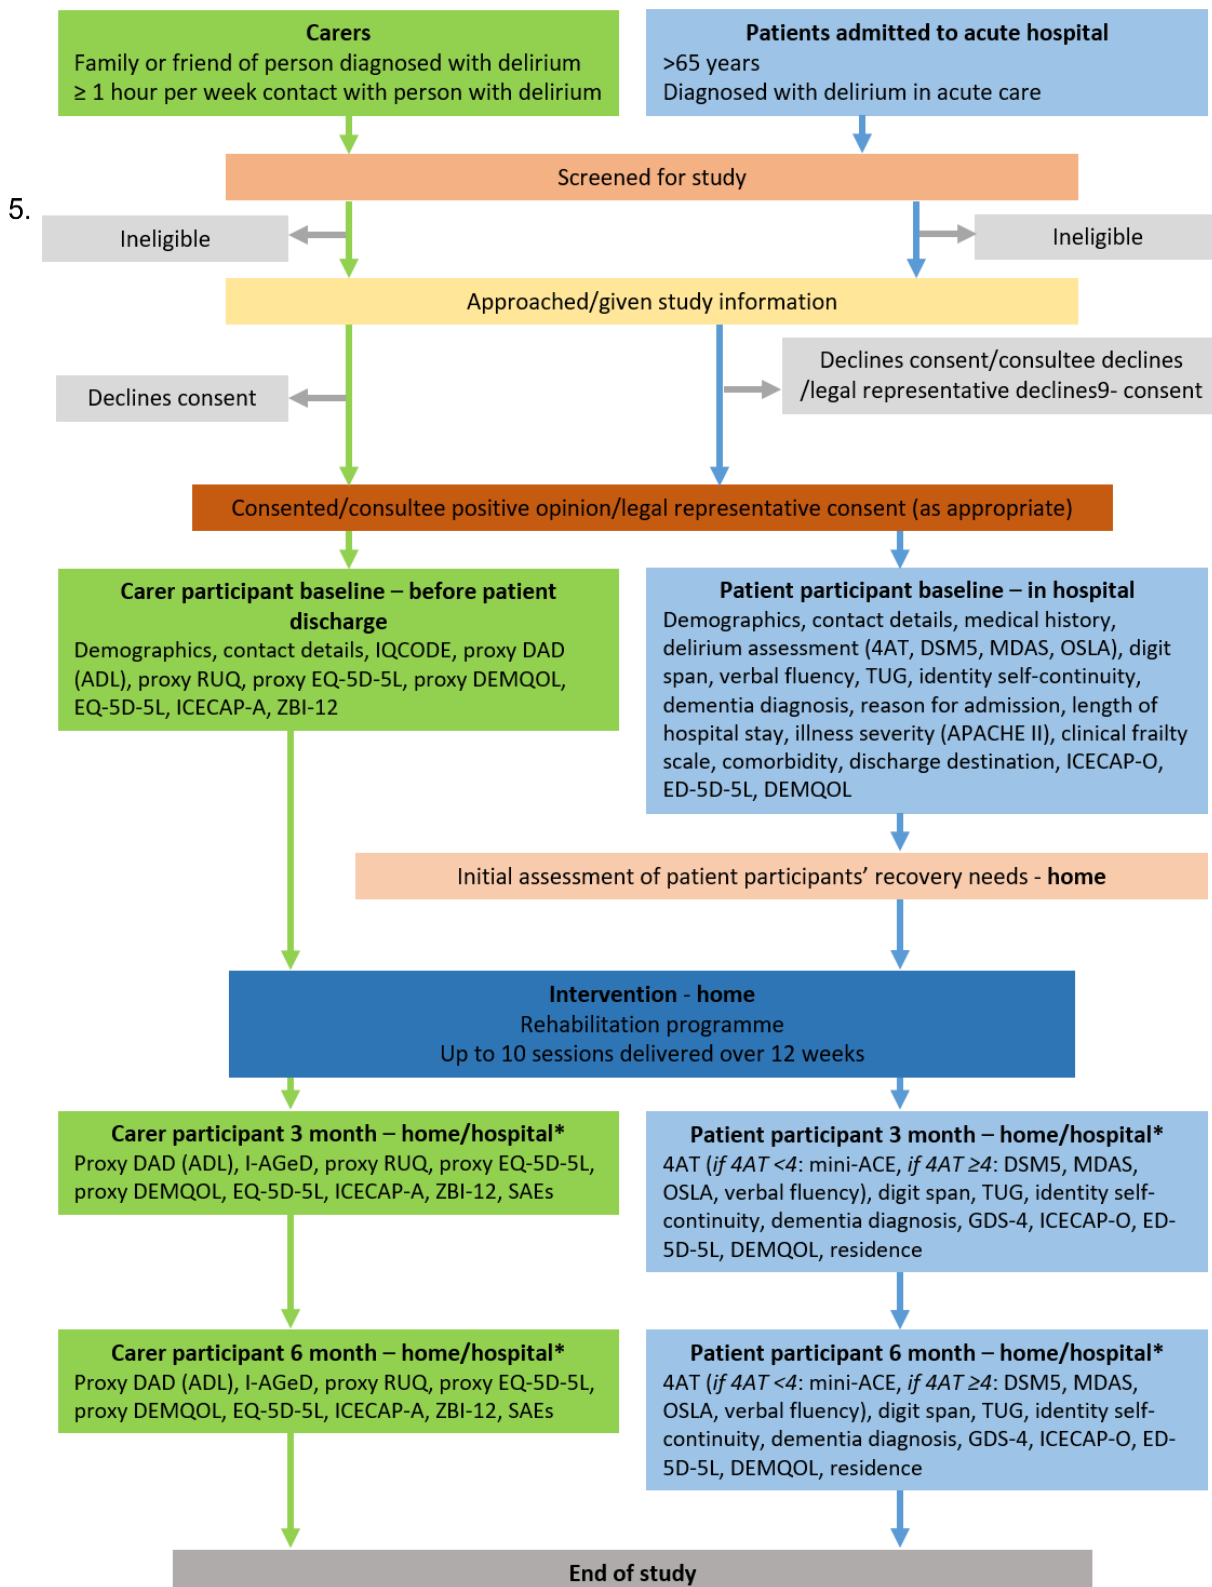 Carers
Family or friend of person diagnosed with delirium
≥ 1 hour per week contact with person with delirium
Patients admitted to acute hospital
>65 years
Diagnosed with delirium in acute care
Screened for study
5.
Ineligible
Ineligible
Approached/given study information
Declines consent
Declines consent/consultee declines
/legal representative declines9- consent
Consented/consultee positive opinion/legal representative consent (as appropriate)
Carer participant baseline – before patient
discharge
Demographics, contact details, IQCODE, proxy DAD
(ADL), proxy RUQ, proxy EQ-5D-5L, proxy DEMQOL,
EQ-5D-5L, ICECAP-A, ZBI-12
Patient participant baseline – in hospital
Demographics, contact details, medical history,
delirium assessment (4AT, DSM5, MDAS, OSLA), digit
span, verbal fluency, TUG, identity self-continuity,
dementia diagnosis, reason for admission, length of
hospital stay, illness severity (APACHE II), clinical frailty
scale, comorbidity, discharge destination, ICECAP-O,
ED-5D-5L, DEMQOL
Initial assessment of patient participants’ recovery needs - home
Intervention - home
Rehabilitation programme
Up to 10 sessions delivered over 12 weeks
Carer participant 3 month – home/hospital*
Proxy DAD (ADL), I-AGeD, proxy RUQ, proxy EQ-5D-5L,
proxy DEMQOL, EQ-5D-5L, ICECAP-A, ZBI-12, SAEs
Patient participant 3 month – home/hospital*
4AT (if 4AT <4: mini-ACE, if 4AT ≥4: DSM5, MDAS,
OSLA, verbal fluency), digit span, TUG, identity self-
continuity, dementia diagnosis, GDS-4, ICECAP-O, ED-
5D-5L, DEMQOL, residence
Carer participant 6 month – home/hospital*
Proxy DAD (ADL), I-AGeD, proxy RUQ, proxy EQ-5D-5L,
proxy DEMQOL, EQ-5D-5L, ICECAP-A, ZBI-12, SAEs
Patient participant 6 month – home/hospital*
4AT (if 4AT <4: mini-ACE, if 4AT ≥4: DSM5, MDAS,
OSLA, verbal fluency), digit span, TUG, identity self-
continuity, dementia diagnosis, GDS-4, ICECAP-O, ED-
5D-5L, DEMQOL, residence
End of study